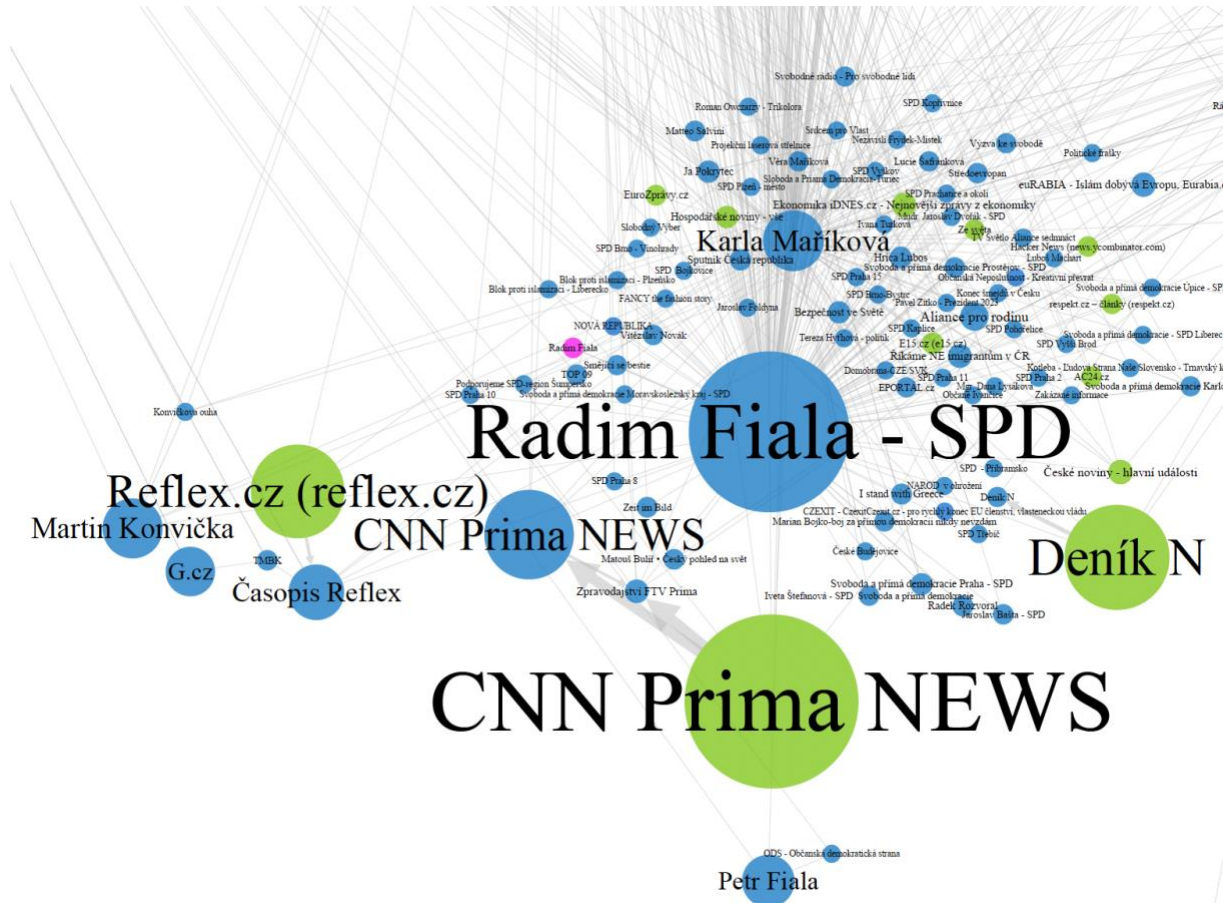 Svobodné rádio - Pro svobodné lidi
Roman Owczarzy - Trikolora
SPD Kopřivnice
Matteo Salvini
Srdcem pro Vlast
Nezávislí Frýdek-Místek
Výzva ke svobodě
Projekční laserová střelnice
Politické frašky
Věra Maříková
Lucie Šafránková
Ja Pokrytec
SPD Vyškov
Středoevropan
SPD Plzeň - město
Sloboda a Priama Demokracia-Turiec
euRABIA - Islám dobývá Evropu, Eurabia.
EuroZprávy.cz
SPD Prachatice a okolí
Ekonomika iDNES.cz - Nejnovější zprávy z ekonomiky
Hospodářské noviny - vše
Mudr. Jaroslav Dvořák - SPD
Slobodný Výber
Ivana Turková
Ze světa
TV Světlo Aliance sedmnáct
Karla Maříková
SPD Brno - Vinohrady
Hacker News (news.ycombinator.com)
Hrica Lubos
Luboš Machart
Sputnik Česká republika
Svoboda a přímá demokracie Prostějov - SPD
SPD Boskovice
SPD Praha 15
Občanská Neposlušnost - Kreativní převrat
Blok proti islamizaci - Plzeňsko
Blok proti islamizaci - Liberecko
Svoboda a přímá demokracie Úpice - SP
SPD Brno-Bystrc
Konec šmejdů v Česku
FANCY the fashion story
Pavel Zítko - Prezident 2023
respekt.cz – články (respekt.cz)
Jaroslav Foldyna
Bezpečnost ve Světě
Aliance pro rodinu
NOVÁ REPUBLIKA
SPD Kaplice
SPD Pohořelice
Vítězslav Novák
Tereza Hyťhová - politik
Svoboda a přímá demokracie - SPD Liberec
Radim Fiala
E15.cz (e15.cz)
SPD Vyšší Brod
Říkáme NE imigrantům v ČR
Smějící se bestie
Kotleba - Ľudová Strana Naše Slovensko - Trnavský k
TOP 09
Domobrana-CZE/SVK
SPD Praha 11
SPD Praha 2
AC24.cz
Podporujeme SPD-region Šumpersko
EPORTAL.cz
Mgr. Dana Lysáková
Svoboda a přímá demokracie Karlo
SPD Praha 10
Svoboda a přímá demokracie Moravskoslezský kraj - SPD
Občané Ivančice
Zakázané informace
Konvičkova ouha
Radim Fiala - SPD
SPD - Příbramsko
České noviny - hlavní události
SPD Praha 8
NÁROD v ohrožení
Reflex.cz (reflex.cz)
I stand with Greece
Deník N
Zeit im Bild
CZEXIT - CzexitCzexit.cz - pro rychlý konec EU členství, vlasteneckou vládu
Martin Konvička
CNN Prima NEWS
Marian Bojko-boj za přímou demokracii nikdy nevzdám
SPD Třebíč
České Budějovice
Deník N
TMBK
Matouš Bulíř • Český pohled na svět
G.cz
Časopis Reflex
Zpravodajství FTV Prima
Svoboda a přímá demokracie Praha - SPD
Iveta Štefanová - SPD
Svoboda a přímá demokracie
Radek Rozvoral
Jaroslav Bašta - SPD
CNN Prima NEWS
ODS - Občanská demokratická strana
Petr Fiala